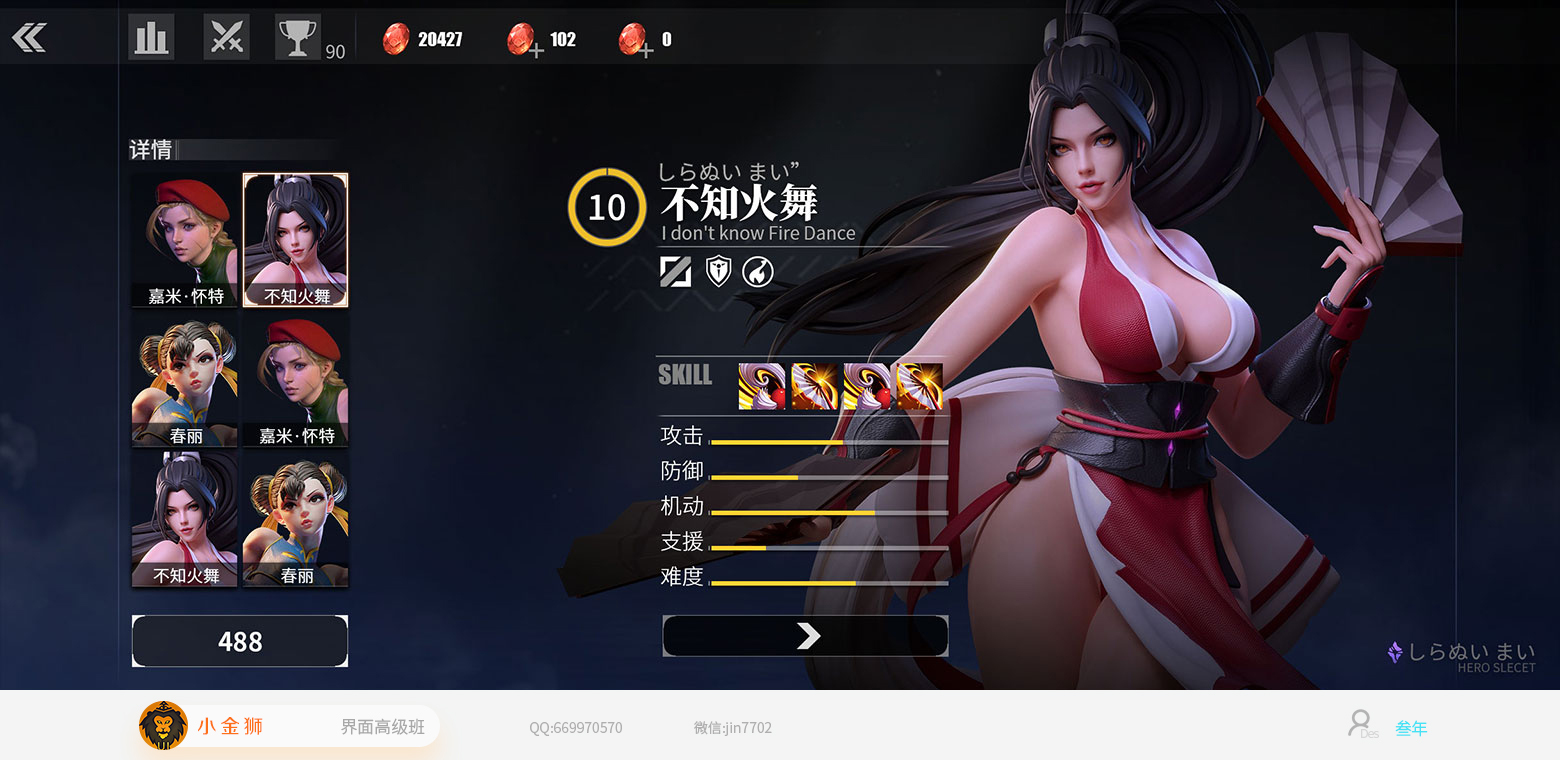 90
20427
102
0
详情
嘉米·怀特
不知火舞
春丽
嘉米·怀特
不知火舞
春丽
488
10
しらぬい まい”
不知火舞
I don't know Fire Dance
SKILL
攻击
防御
机动
支援
难度
しらぬい まい
HERO SLECET
小金狮
界面高级班
QQ:669970570
微信:jin7702
Des
叁年